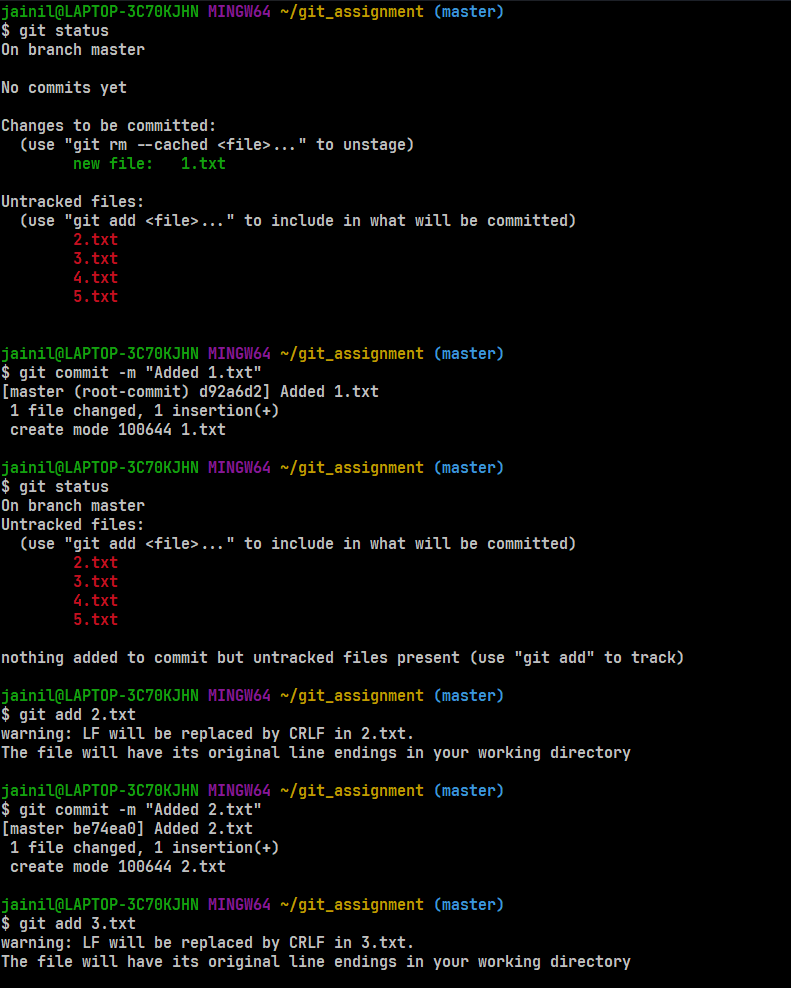 jainil@LAPTOP-3C70KJHN MINGW64 ~/git_assignment (master)
$ git status
On branch master

No commits yet

Changes to be committed:
  (use "git rm --cached <file>..." to unstage)
        new file:   1.txt

Untracked files:
  (use "git add <file>..." to include in what will be committed)
        2.txt
        3.txt
        4.txt
        5.txt


jainil@LAPTOP-3C70KJHN MINGW64 ~/git_assignment (master)
$ git commit -m "Added 1.txt"
[master (root-commit) d92a6d2] Added 1.txt
 1 file changed, 1 insertion(+)
 create mode 100644 1.txt

jainil@LAPTOP-3C70KJHN MINGW64 ~/git_assignment (master)
$ git status
On branch master
Untracked files:
  (use "git add <file>..." to include in what will be committed)
        2.txt
        3.txt
        4.txt
        5.txt

nothing added to commit but untracked files present (use "git add" to track)

jainil@LAPTOP-3C70KJHN MINGW64 ~/git_assignment (master)
$ git add 2.txt
warning: LF will be replaced by CRLF in 2.txt.
The file will have its original line endings in your working directory

jainil@LAPTOP-3C70KJHN MINGW64 ~/git_assignment (master)
$ git commit -m "Added 2.txt"
[master be74ea0] Added 2.txt
 1 file changed, 1 insertion(+)
 create mode 100644 2.txt

jainil@LAPTOP-3C70KJHN MINGW64 ~/git_assignment (master)
$ git add 3.txt
warning: LF will be replaced by CRLF in 3.txt.
The file will have its original line endings in your working directory